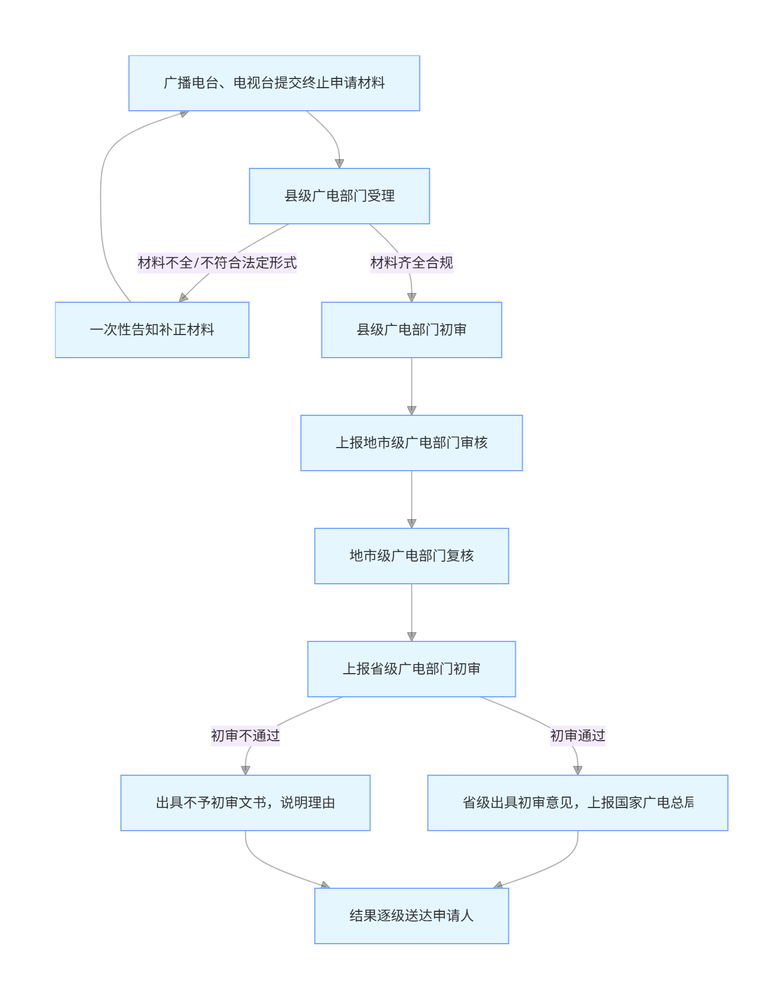 广播电台、电视台提交终止申请材料
县级广电部门受理
材料不全/不符合法定形式
材料齐全合规
一次性告知补正材料
县级广电部门初审
上报地市级广电部门审核
地市级广电部门复核
上报省级广电部门初审
初审不通过
初审通过
出具不予初审文书，说明理由
省级出具初审意见，上报国家广电总局
结果逐级送达申请人